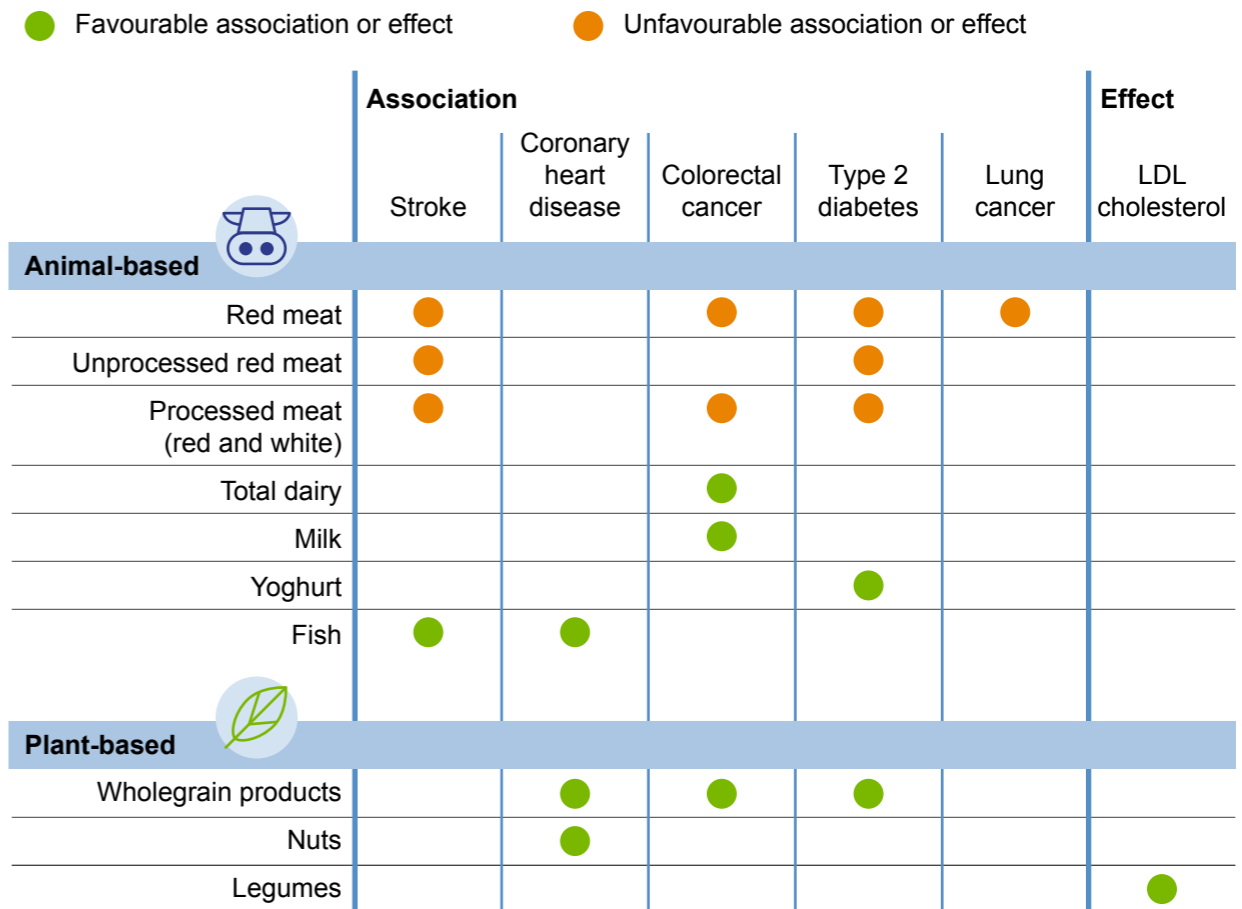 Favourable association or effect
Unfavourable association or effect
Association
Effect
Stroke
Coronary
heart
disease
Colorectal
cancer
Type 2
diabetes
Lung
cancer
LDL
cholesterol
Animal-based
Red meat
Unprocessed red meat
Processed meat
(red and white)
Total dairy
Milk
Yoghurt
Fish
Plant-based
Wholegrain products
Nuts
Legumes